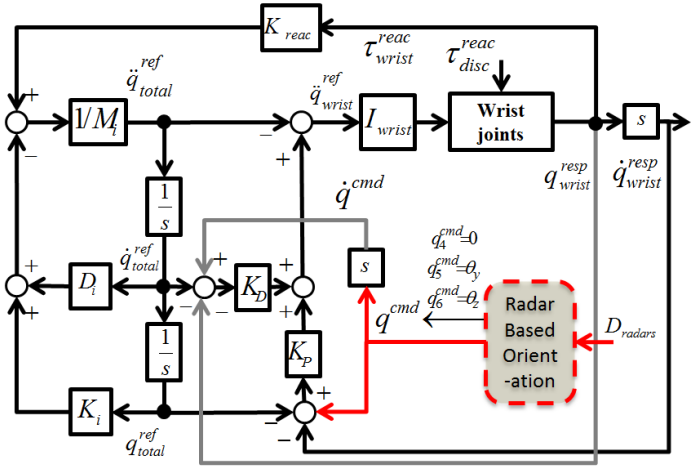 K_reac
τ_wrist^reac
τ_disc^reac
q̈_total^ref
q̈_wrist^ref
+
−
1/M_i
−
+
I_wrist
Wrist
joints
s
q_wrist^resp
q̇_wrist^resp
1
s
q̇^cmd
q̇_total^ref
+
+
D_i
+
−
−
K_D
+
+
s
q_4^cmd=0
q_5^cmd=θ_y
q_6^cmd=θ_z
q^cmd
Radar
Based
Orient
-ation
D_radars
1
s
K_P
K_i
+
−
−
q_total^ref